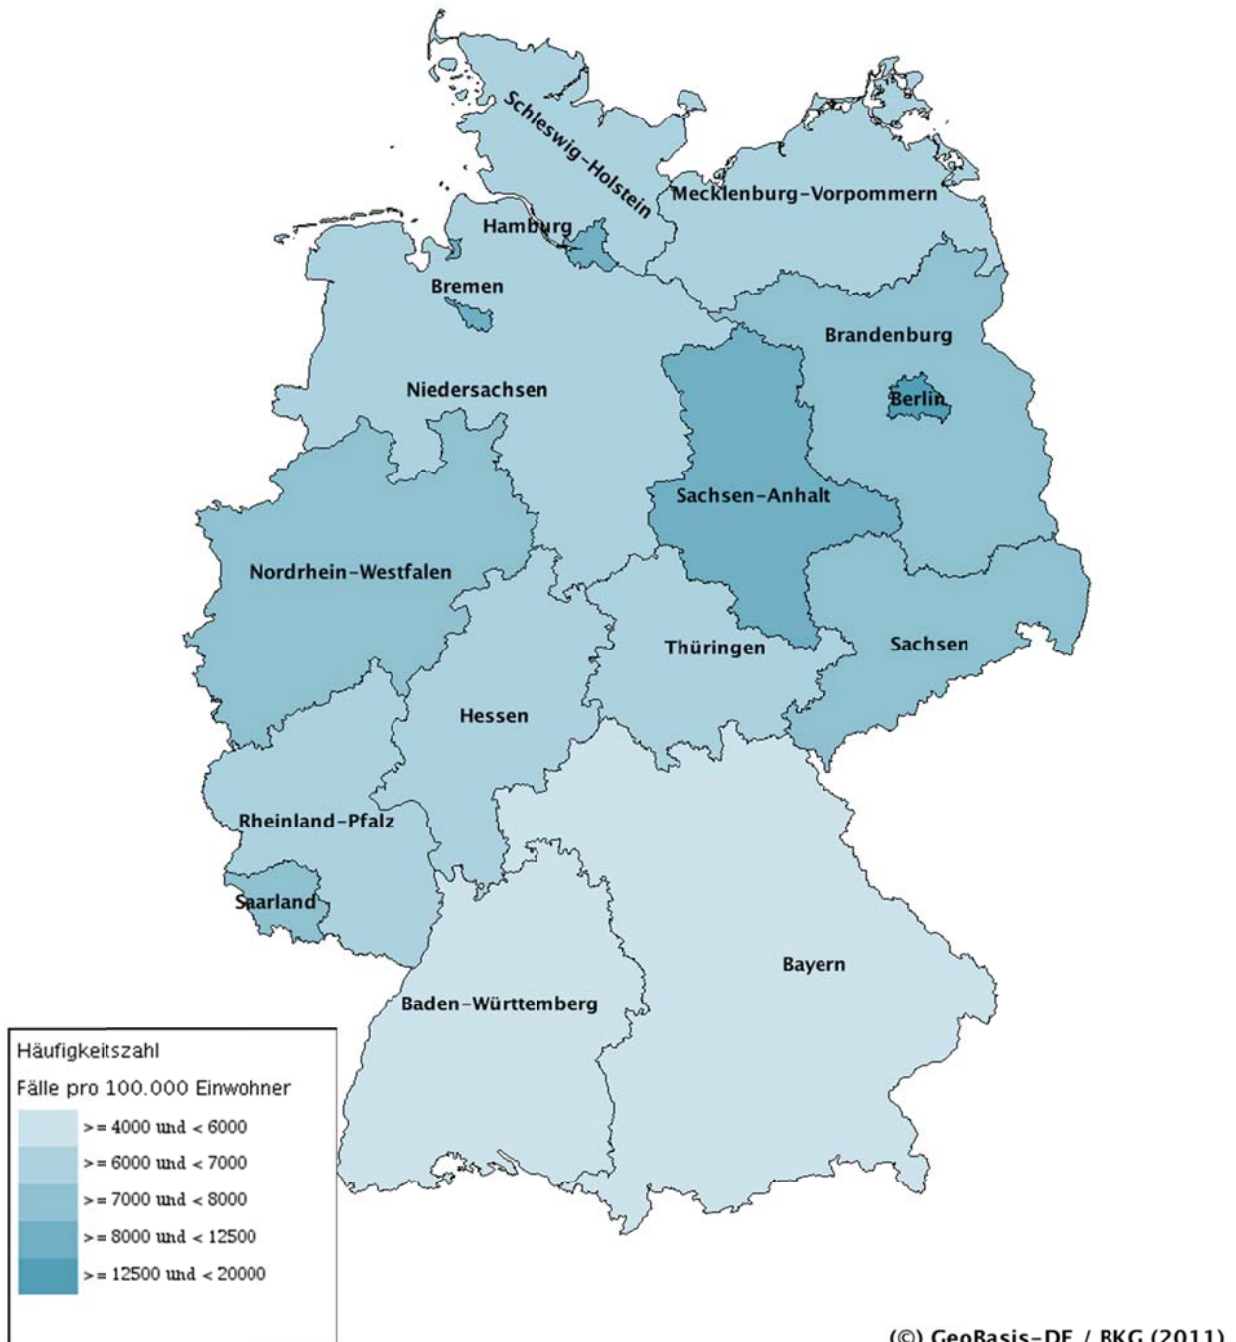 Schleswig-Holstein
Mecklenburg-Vorpommern
Hamburg
Bremen
Brandenburg
Niedersachsen
Berlin
Sachsen-Anhalt
Nordrhein-Westfalen
Thüringen
Sachsen
Hessen
Rheinland-Pfalz
Saarland
Bayern
Baden-Württemberg
Häufigkeitszahl
Fälle pro 100.000 Einwohner
>= 4000 und < 6000
>= 6000 und < 7000
>= 7000 und < 8000
>= 8000 und < 12500
>= 12500 und < 20000
(©) GeoBasis-DE / BKG (2011)